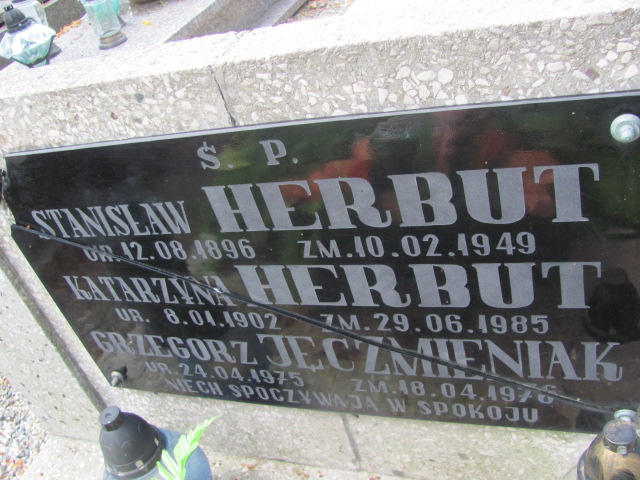 Ś. P.
STANISŁAW HERBUT
UR. 12.08.1896 ZM. 10.02.1949
KATARZYNA HERBUT
UR. 8.01.1902 ZM. 29.06.1985
GRZEGORZ JĘCZMIENIAK
UR. 24.04.1975 ZM. 18.04.1976
NIECH SPOCZYWAJĄ W SPOKOJU